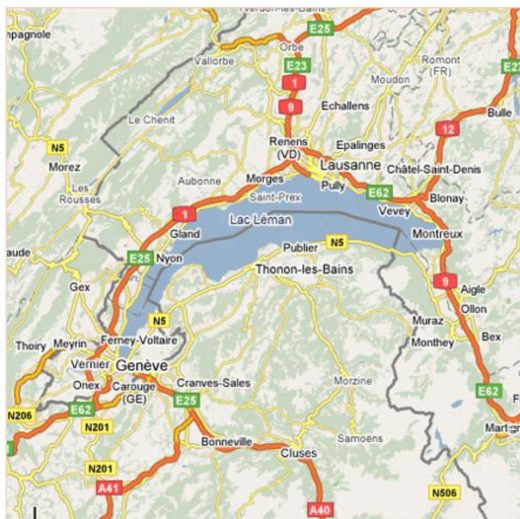 Yverdon-les-Bains
E25
Orbe
Vallorbe
E23
Romont
(FR)
Moudon
1
Echallens
9
Bulle
12
Le Chenit
Renens
(VD)
Epalinges
Lausanne
N5
Morez
Châtel-Saint-Denis
Aubonne
Morges
Pully
E62
Les
Rousses
Saint-Prex
Blonay
Vevey
1
Lac Léman
Gland
Montreux
Publier
N5
E25
Nyon
Thonon-les-Bains
9
Gex
Aigle
Ollon
N5
Muraz
Ferney-Voltaire
Bex
Thoiry
Meyrin
Monthey
Vernier
Genève
Onex
Carouge
(GE)
Cranves-Sales
Morzine
E62
E25
N206
E62
N201
Bonneville
Samoens
Cluses
N201
A41
N506
A40